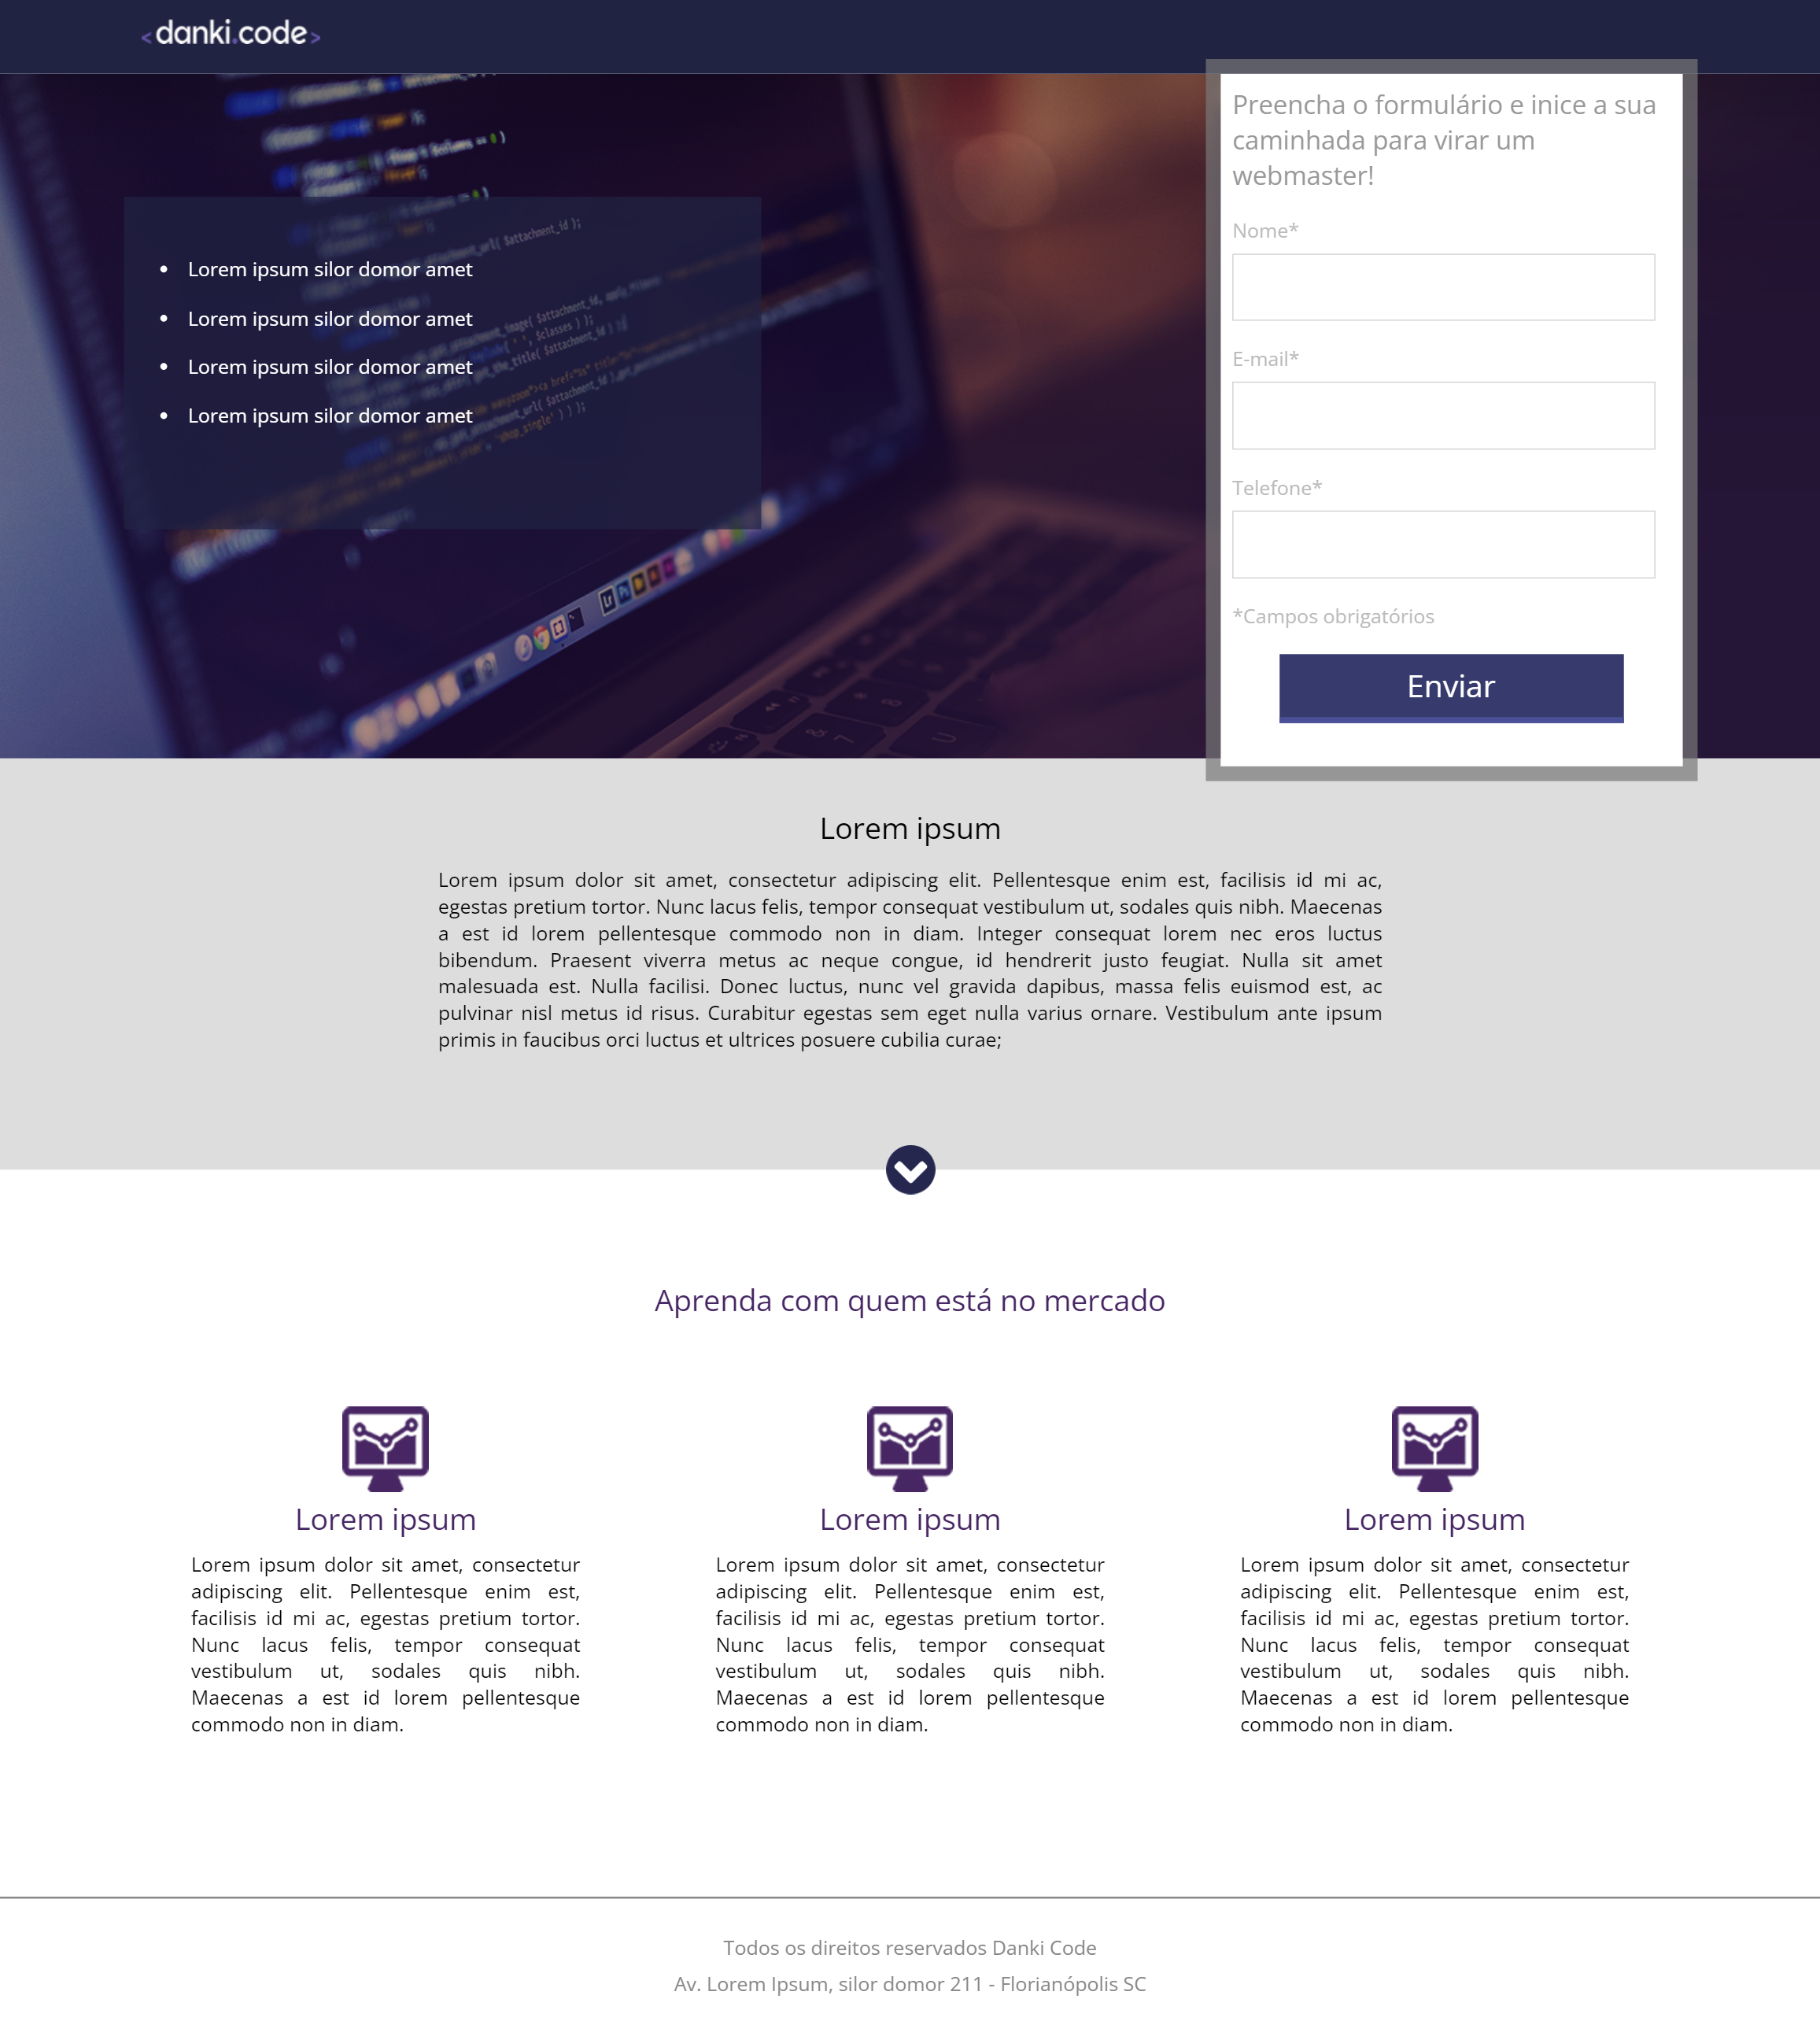 <danki.code>
Preencha o formulário e inice a sua
caminhada para virar um
webmaster!
Nome*
E-mail*
Telefone*
*Campos obrigatórios
Enviar
• Lorem ipsum silor domor amet
• Lorem ipsum silor domor amet
• Lorem ipsum silor domor amet
• Lorem ipsum silor domor amet
Lorem ipsum
Lorem ipsum dolor sit amet, consectetur adipiscing elit. Pellentesque enim est, facilisis id mi ac,
egestas pretium tortor. Nunc lacus felis, tempor consequat vestibulum ut, sodales quis nibh. Maecenas
a est id lorem pellentesque commodo non in diam. Integer consequat lorem nec eros luctus
bibendum. Praesent viverra metus ac neque congue, id hendrerit justo feugiat. Nulla sit amet
malesuada est. Nulla facilisi. Donec luctus, nunc vel gravida dapibus, massa felis euismod est, ac
pulvinar nisl metus id risus. Curabitur egestas sem eget nulla varius ornare. Vestibulum ante ipsum
primis in faucibus orci luctus et ultrices posuere cubilia curae;
Aprenda com quem está no mercado
Lorem ipsum
Lorem ipsum dolor sit amet, consectetur
adipiscing elit. Pellentesque enim est,
facilisis id mi ac, egestas pretium tortor.
Nunc lacus felis, tempor consequat
vestibulum ut, sodales quis nibh.
Maecenas a est id lorem pellentesque
commodo non in diam.
Lorem ipsum
Lorem ipsum dolor sit amet, consectetur
adipiscing elit. Pellentesque enim est,
facilisis id mi ac, egestas pretium tortor.
Nunc lacus felis, tempor consequat
vestibulum ut, sodales quis nibh.
Maecenas a est id lorem pellentesque
commodo non in diam.
Lorem ipsum
Lorem ipsum dolor sit amet, consectetur
adipiscing elit. Pellentesque enim est,
facilisis id mi ac, egestas pretium tortor.
Nunc lacus felis, tempor consequat
vestibulum ut, sodales quis nibh.
Maecenas a est id lorem pellentesque
commodo non in diam.
Todos os direitos reservados Danki Code
Av. Lorem Ipsum, silor domor 211 - Florianópolis SC